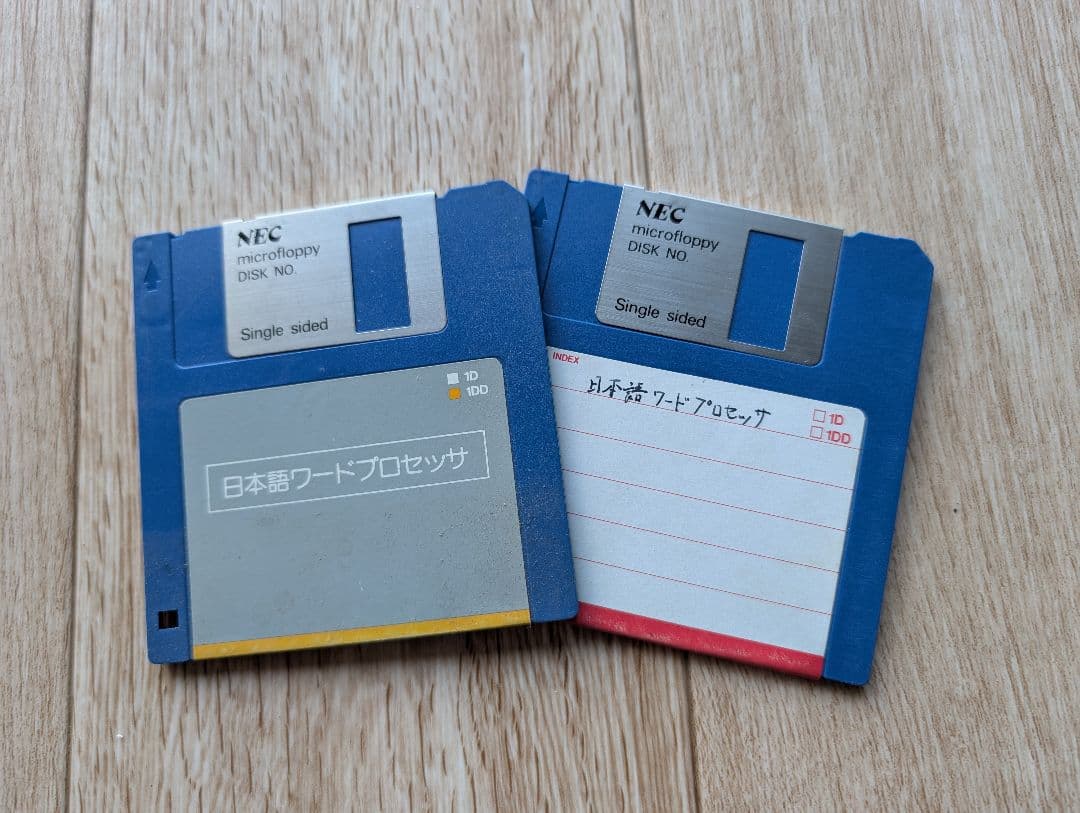 NEC
microfloppy
DISK NO.
Single sided
1D
1DD
日本語ワードプロセッサ
NEC
microfloppy
DISK NO.
Single sided
INDEX
日本語ワードプロセッサ
1D
1DD